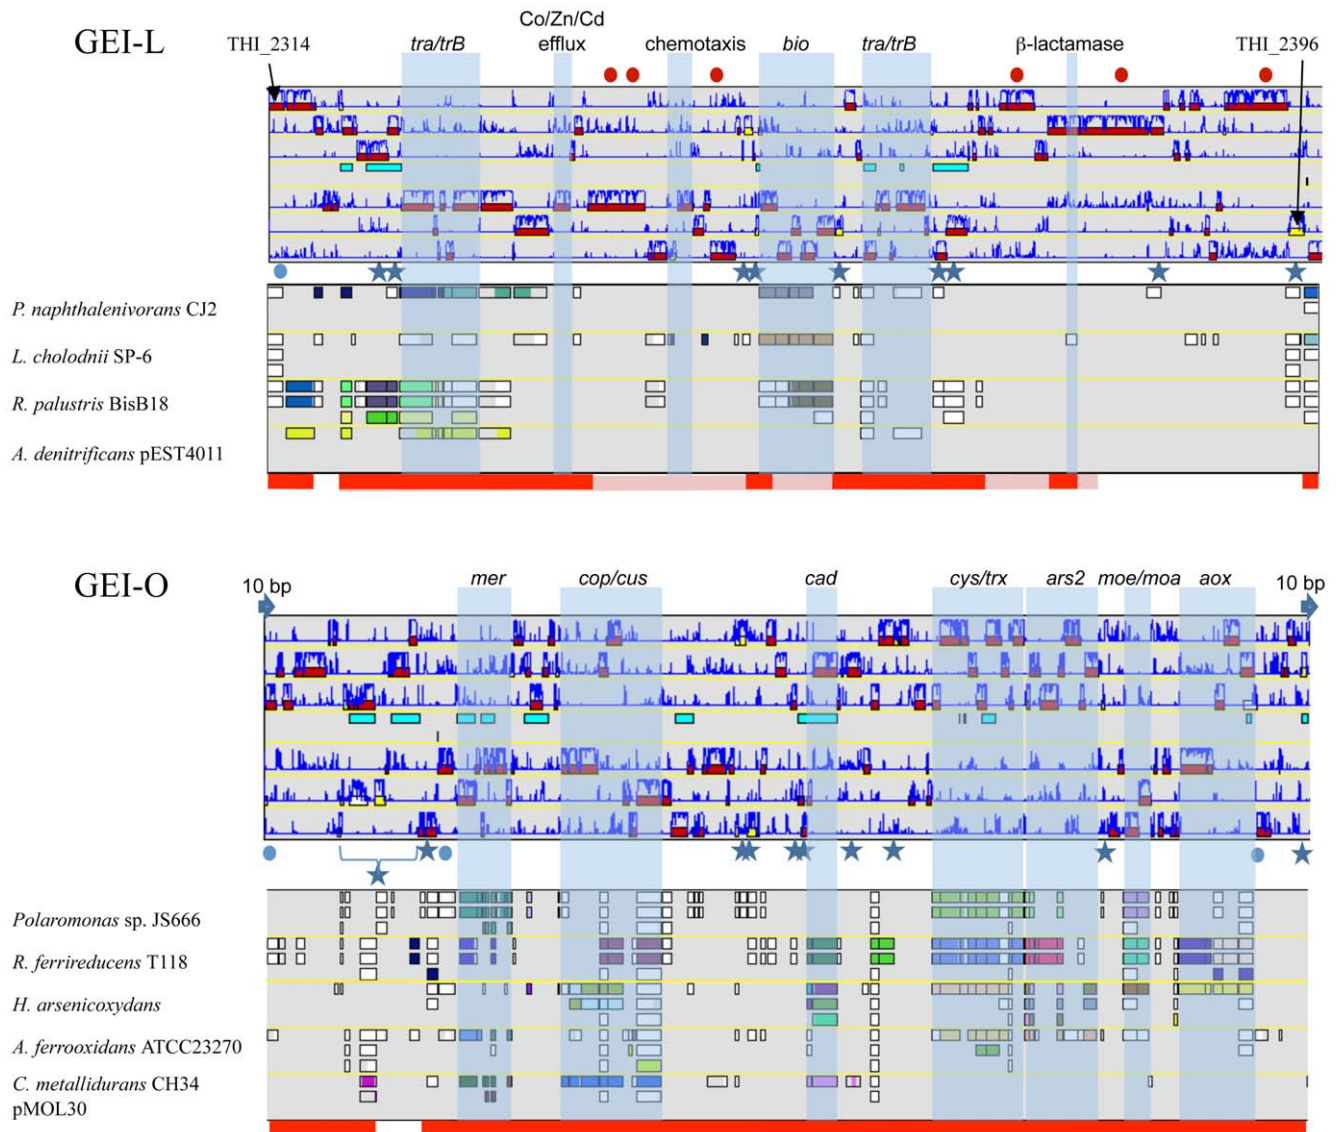 GEI-L
Co/Zn/Cd
THI_2314 tra/trB efflux chemotaxis bio tra/trB β-lactamase THI_2396
P. naphthalenivorans CJ2
L. cholodnii SP-6
R. palustris BisB18
A. denitrificans pEST4011
GEI-O
10 bp mer cop/cus cad cys/trx ars2 moe/moa aox 10 bp
Polaromonas sp. JS666
R. ferrireducens T118
H. arsenicoxydans
A. ferrooxidans ATCC23270
C. metallidurans CH34
pMOL30